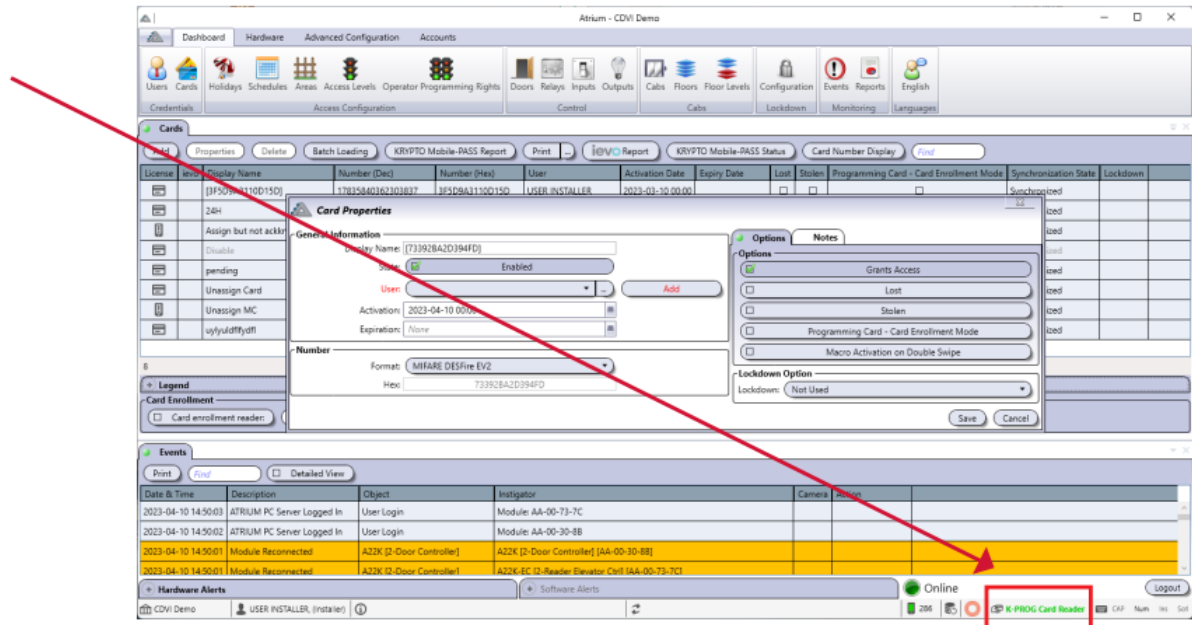 Atrium - CDVI Demo
Dashboard Hardware Advanced Configuration Accounts
Users Cards Holidays Schedules Areas Access Levels Operator Programming Rights Doors Relays Inputs Outputs Cabs Floors Floor Levels Configuration Events Reports English
Credentials Access Configuration Control Cabs Lockdown Monitoring Languages
Cards
Add Properties Delete Batch Loading KRYPTO Mobile-PASS Report Print ... ievo Report KRYPTO Mobile-PASS Status Card Number Display Find
License ievo Display Name Number (Dec) Number (Hex) User Activation Date Expiry Date Lost Stolen Programming Card - Card Enrollment Mode Synchronization State Lockdown
[3F5D9A3110D15D] 17835840362303837 3F5D9A3110D15D USER INSTALLER 2023-03-10 00:00 Synchronized
24H
Assign but not
Disable
pending
Unassign Card
Unassign MC
Card Properties
General Information
Display Name: [73392BA2D394FD]
State: Enabled
User: ... Add
Activation: 2023-04-10 00:00
Expiration: None
Number
Format: MIFARE DESFire EV2
Hex: 73392BA2D394FD
Options Notes
Options
Grants Access
Lost
Stolen
Programming Card - Card Enrollment Mode
Macro Activation on Double Swipe
Lockdown Option
Lockdown: Not Used
Save Cancel
8
+ Legend
Card Enrollment
Card enrollment reader:
Events
Print Find Detailed View
Date & Time Description Object Instigator Camera Action
2023-04-10 14:50:03 ATRIUM PC Server Logged In User Login Module: AA-00-73-7C
2023-04-10 14:50:02 ATRIUM PC Server Logged In User Login Module: AA-00-30-8B
2023-04-10 14:50:01 Module Reconnected A22K [2-Door Controller] A22K [2-Door Controller] [AA-00-30-8B]
2023-04-10 14:50:01 Module Reconnected A22K [2-Door Controller] A22K-EC [2-Reader Elevator Ctrl] [AA-00-73-7C]
+ Hardware Alerts + Software Alerts Online Logout
CDVI Demo USER INSTALLER, (Installer) 286 K-PROG Card Reader CAP Num Ins